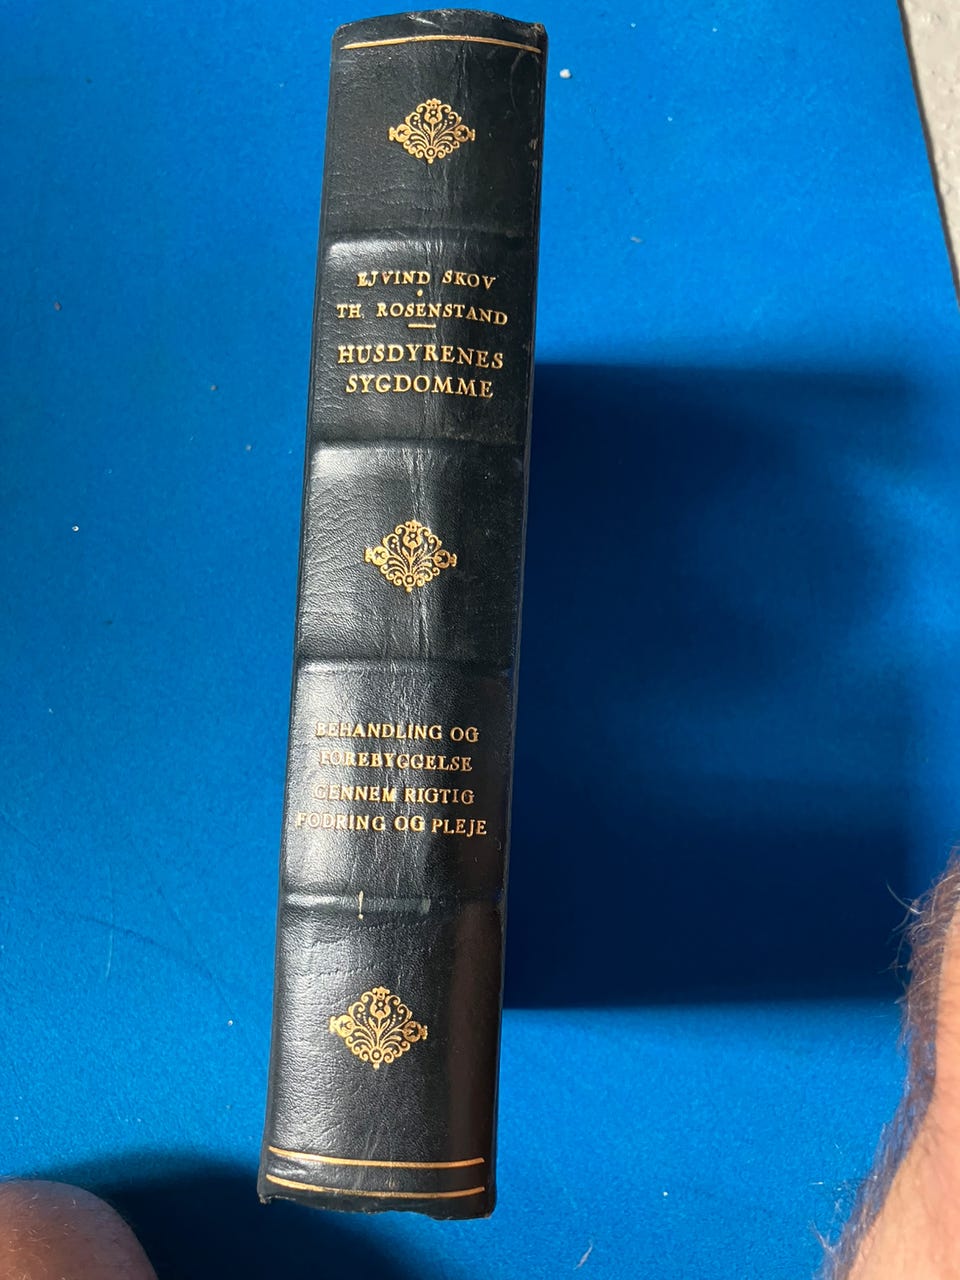 EJVIND SKOV
TH. ROSENSTAND
HUSDYRENES
SYGDOMME
BEHANDLING OG
FOREBYGGELSE
GENNEM RIGTIG
FODRING OG PLEJE